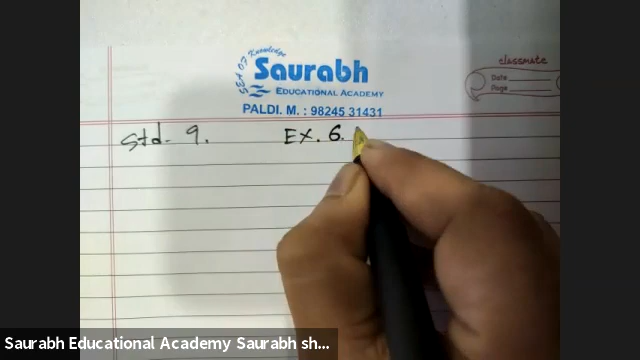 SEA OF Knowledge
Saurabh
EDUCATIONAL ACADEMY
PALDI. M. : 98245 31431
classmate
Date
Page
Std. 9. Ex. 6.
Saurabh Educational Academy Saurabh sh...